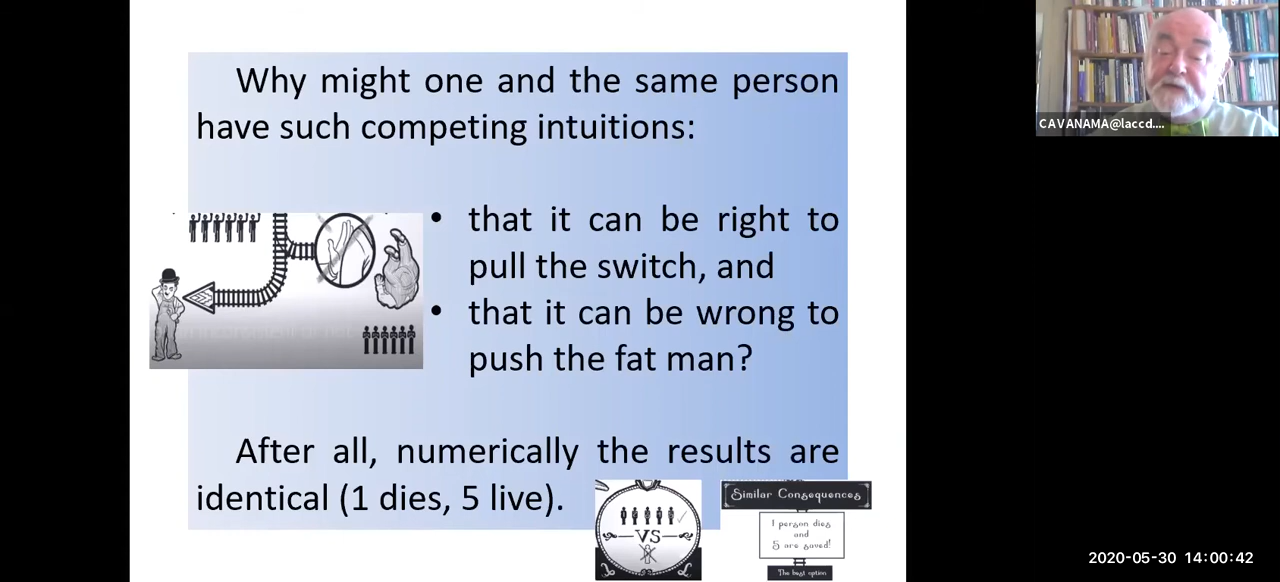 Why might one and the same person
have such competing intuitions:
• that it can be right to
pull the switch, and
• that it can be wrong to
push the fat man?
After all, numerically the results are
identical (1 dies, 5 live).
VS
Similar Consequences
1 person dies
and
5 are saved!
The best option
CAVANAMA@laccd....
2020-05-30 14:00:42